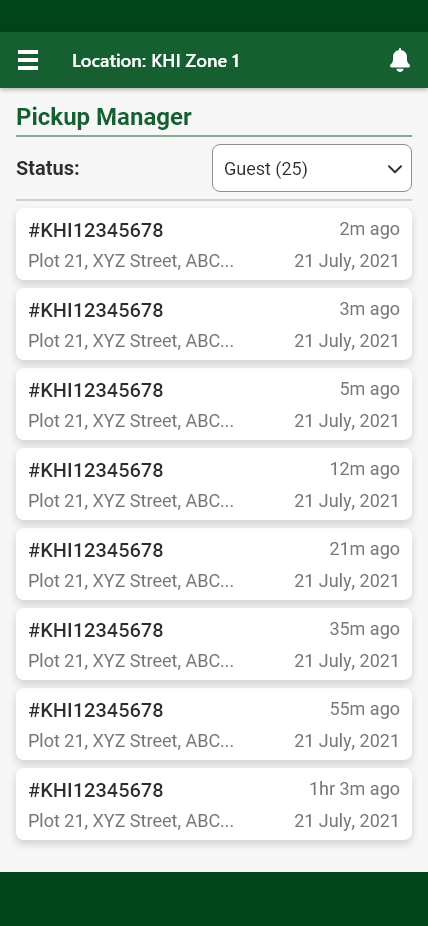 Location: KHI Zone 1
Pickup Manager
Status: Guest (25)
#KHI12345678 2m ago
Plot 21, XYZ Street, ABC... 21 July, 2021
#KHI12345678 3m ago
Plot 21, XYZ Street, ABC... 21 July, 2021
#KHI12345678 5m ago
Plot 21, XYZ Street, ABC... 21 July, 2021
#KHI12345678 12m ago
Plot 21, XYZ Street, ABC... 21 July, 2021
#KHI12345678 21m ago
Plot 21, XYZ Street, ABC... 21 July, 2021
#KHI12345678 35m ago
Plot 21, XYZ Street, ABC... 21 July, 2021
#KHI12345678 55m ago
Plot 21, XYZ Street, ABC... 21 July, 2021
#KHI12345678 1hr 3m ago
Plot 21, XYZ Street, ABC... 21 July, 2021